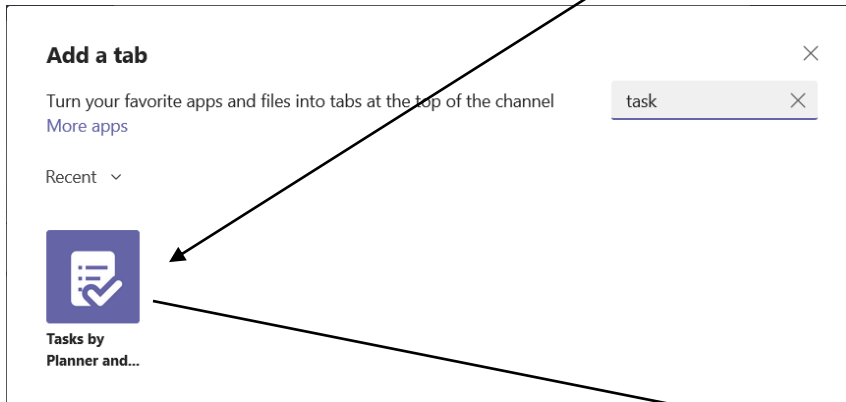 Add a tab
Turn your favorite apps and files into tabs at the top of the channel
More apps
task
Recent
Tasks by
Planner and...